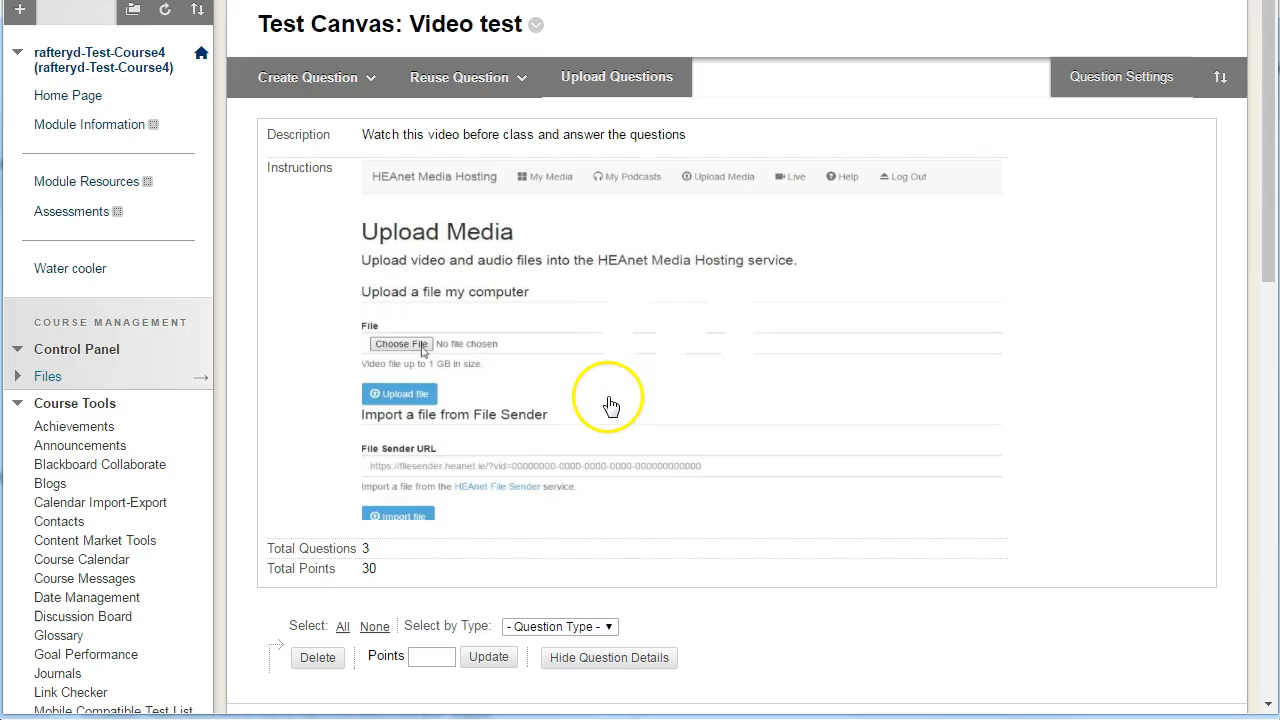 Test Canvas: Video test
rafteryd-Test-Course4
(rafteryd-Test-Course4)
Home Page
Module Information
Module Resources
Assessments
Water cooler
COURSE MANAGEMENT
Control Panel
Files
Course Tools
Achievements
Announcements
Blackboard Collaborate
Blogs
Calendar Import-Export
Contacts
Content Market Tools
Course Calendar
Course Messages
Date Management
Discussion Board
Glossary
Goal Performance
Journals
Link Checker
Mobile Compatible Test List
Create Question
Reuse Question
Upload Questions
Question Settings
Description Watch this video before class and answer the questions
Instructions
HEAnet Media Hosting My Media My Podcasts Upload Media Live Help Log Out
Upload Media
Upload video and audio files into the HEAnet Media Hosting service.
Upload a file my computer
File
Choose File No file chosen
Video file up to 1 GB in size.
Upload file
Import a file from File Sender
File Sender URL
https://filesender.heanet.ie/?vid=00000000-0000-0000-0000-000000000000
Import a file from the HEAnet File Sender service.
Import file
Total Questions 3
Total Points 30
Select: All None Select by Type: - Question Type -
Delete Points Update Hide Question Details